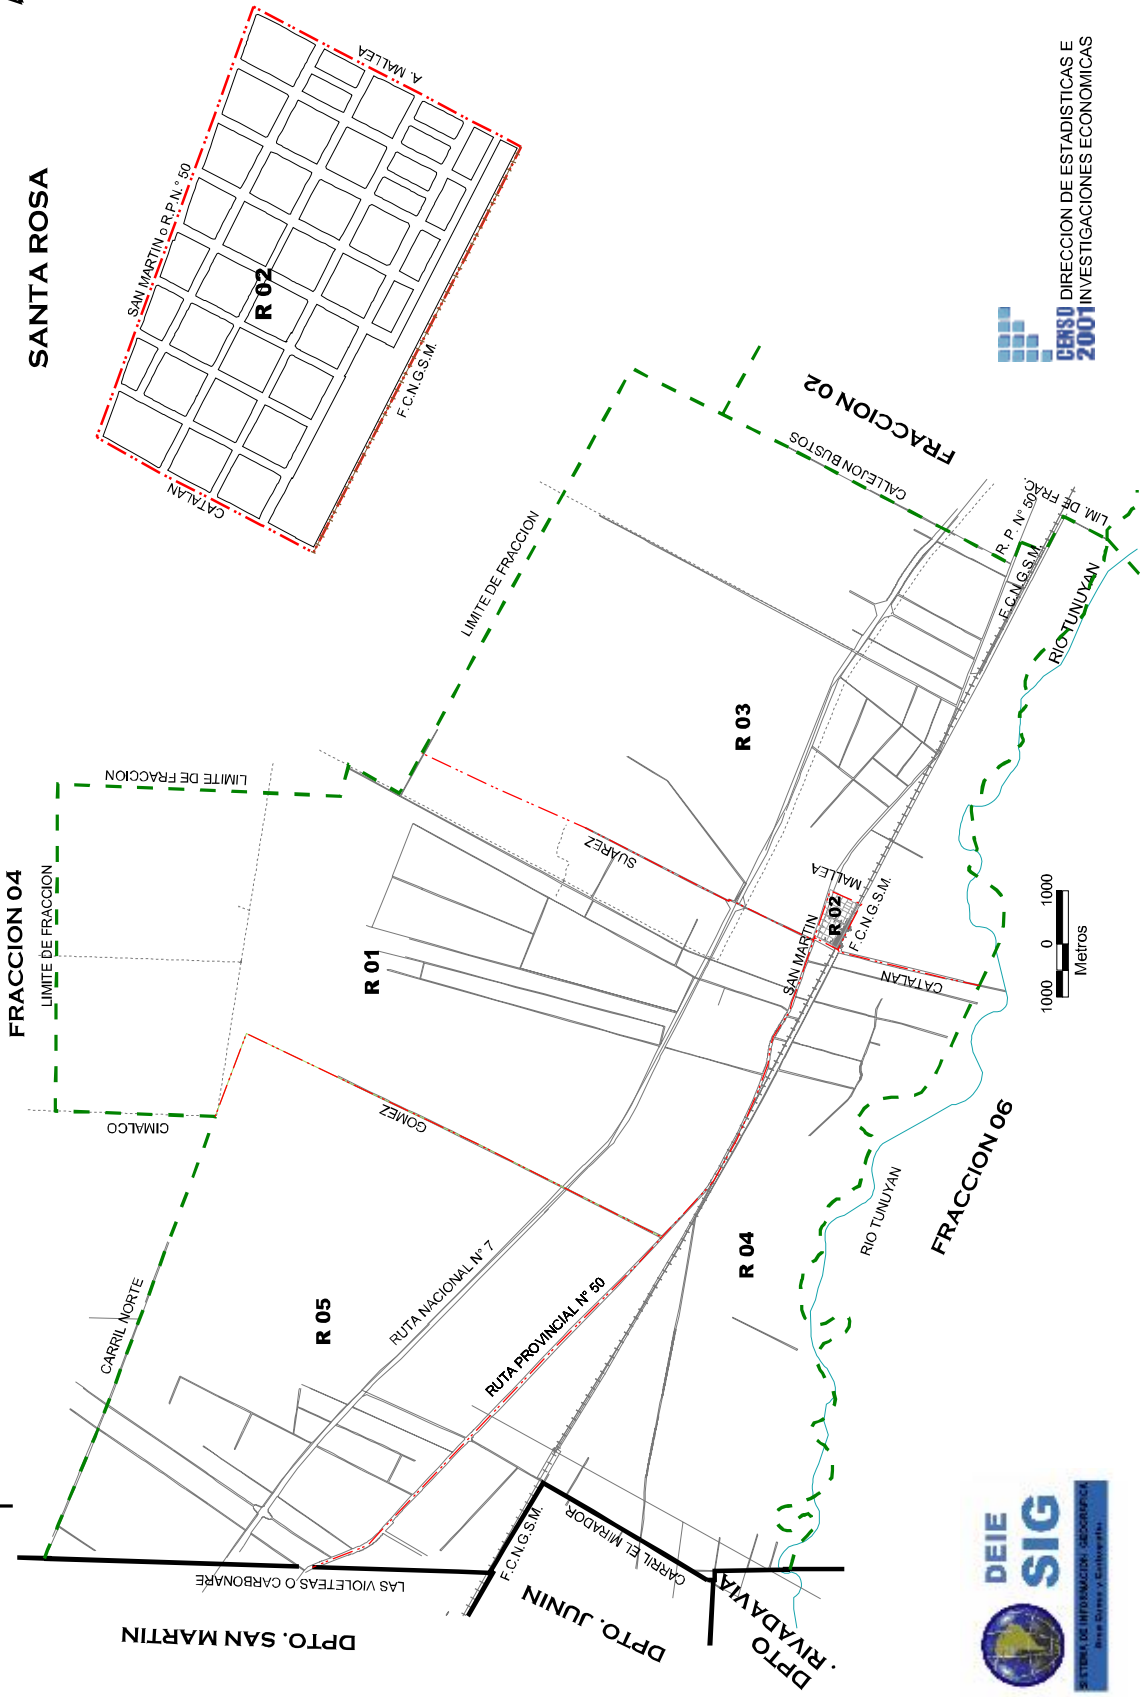 SANTA ROSA
A. MALLEA
SAN MARTIN o R.P.N.° 50
R 02
CATALAN
F.C.N.G.S.M.
DIRECCION DE ESTADISTICAS E
INVESTIGACIONES ECONOMICAS
CENSO
2001
FRACCION 04
LIMITE DE FRACCION
LIMITE DE FRACCION
LIMITE DE FRACCION
FRACCION 02
CALLEJON BUSTOS
R. P. N° 50
LIM. DE FRAC.
F.C.N.G.S.M.
RIO TUNUYAN
R 03
SUAREZ
R 01
MALLEA
R 02
SAN MARTIN
F.C.N.G.S.M.
CATALAN
CIMALCO
GOMEZ
CARRIL NORTE
R 05
RUTA NACIONAL N° 7
RUTA PROVINCIAL N° 50
R 04
RIO TUNUYAN
FRACCION 06
1000 0 1000
Metros
LAS VIOLETEAS O CARBONARE
F.C.N.G.S.M.
CARRIL EL MIRADOR
DPTO. SAN MARTIN
DPTO. JUNIN
DPTO
. RIVADAVIA
DEIE
SIG
SISTEMA DE INFORMACION GEOGRAFICA